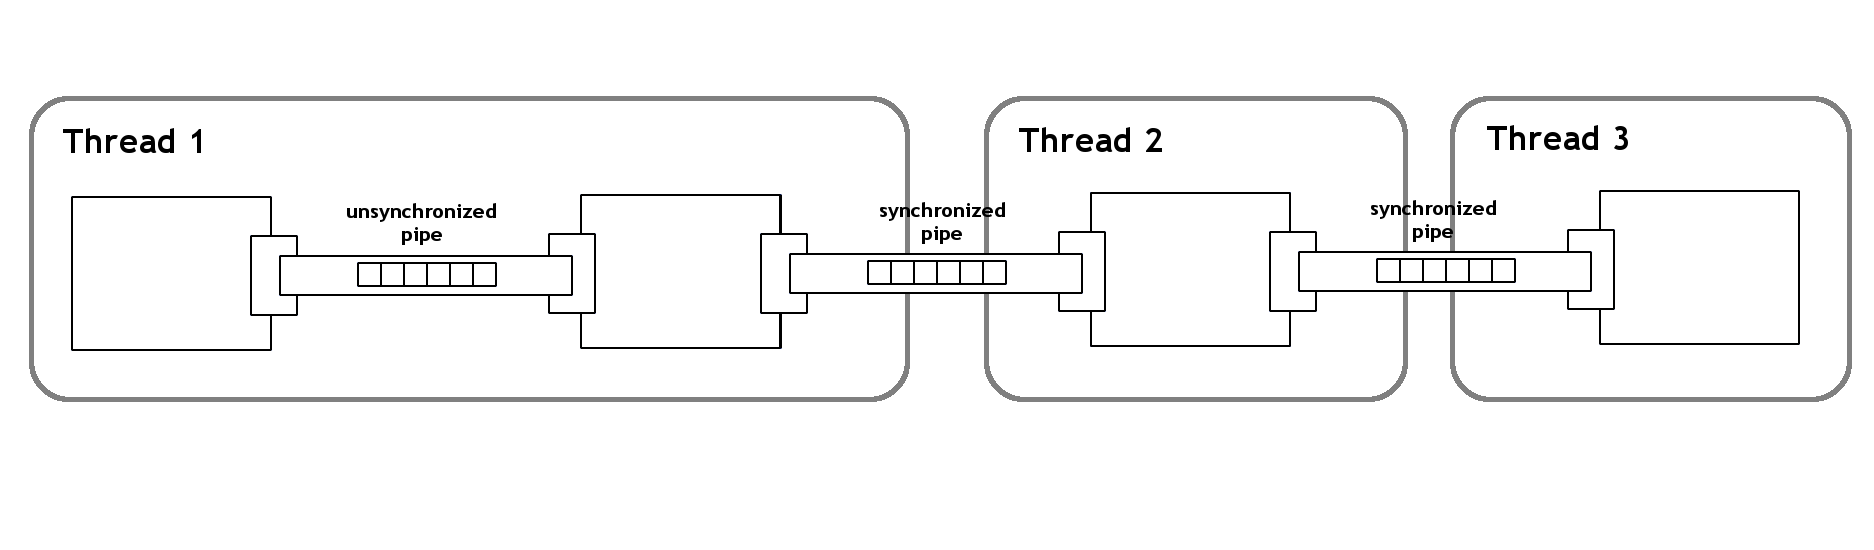 Thread 1
unsynchronized
pipe
synchronized
pipe
Thread 2
synchronized
pipe
Thread 3